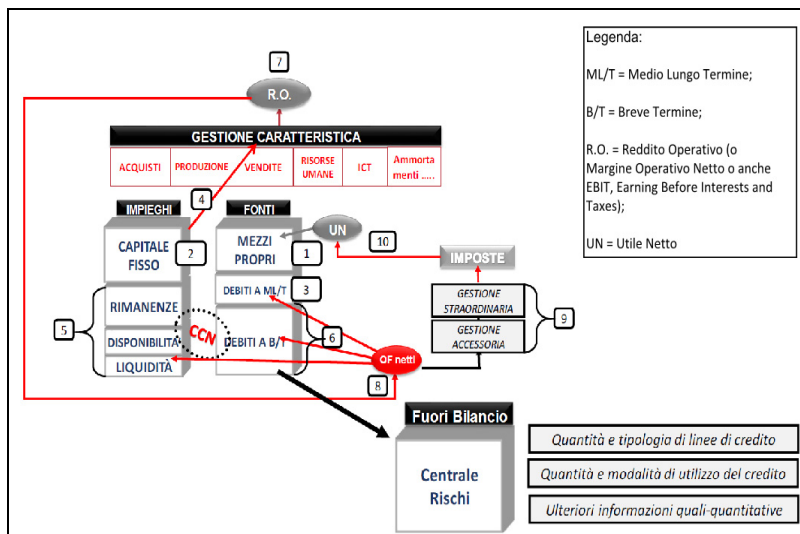 7
R.O.
GESTIONE CARATTERISTICA
ACQUISTI
PRODUZIONE
VENDITE
RISORSE
UMANE
ICT
Ammorta
menti .....
4
IMPIEGHI
FONTI
CAPITALE
FISSO
2
MEZZI
PROPRI
1
UN
10
IMPOSTE
DEBITI A ML/T
3
GESTIONE
STRAORDINARIA
GESTIONE
ACCESSORIA
9
5
RIMANENZE
DISPONIBILITÀ
LIQUIDITÀ
CCN
DEBITI A B/T
6
OF netti
8
Fuori Bilancio
Centrale
Rischi
Quantità e tipologia di linee di credito
Quantità e modalità di utilizzo del credito
Ulteriori informazioni quali-quantitative
Legenda:
ML/T = Medio Lungo Termine;
B/T = Breve Termine;
R.O. = Reddito Operativo (o
Margine Operativo Netto o anche
EBIT, Earning Before Interests and
Taxes);
UN = Utile Netto